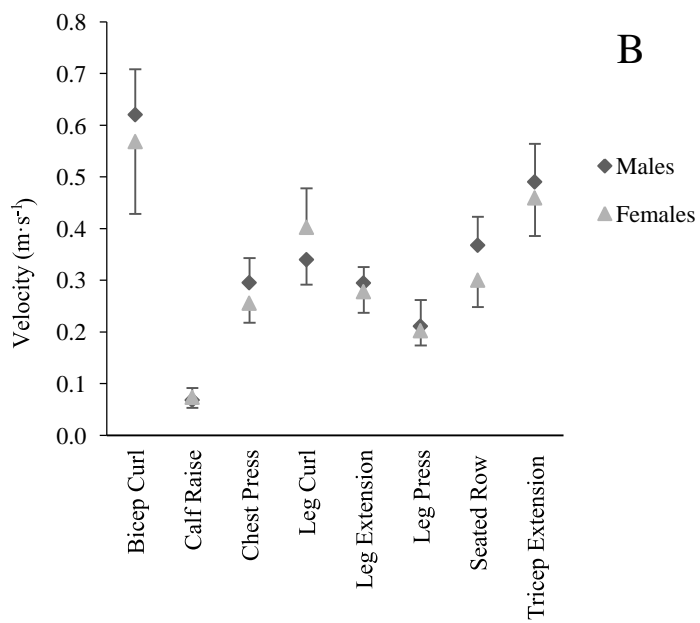 B
0.8
0.7
0.6
0.5
0.4
0.3
0.2
0.1
0.0
Velocity (m·s⁻¹)
Males
Females
Bicep Curl
Calf Raise
Chest Press
Leg Curl
Leg Extension
Leg Press
Seated Row
Tricep Extension